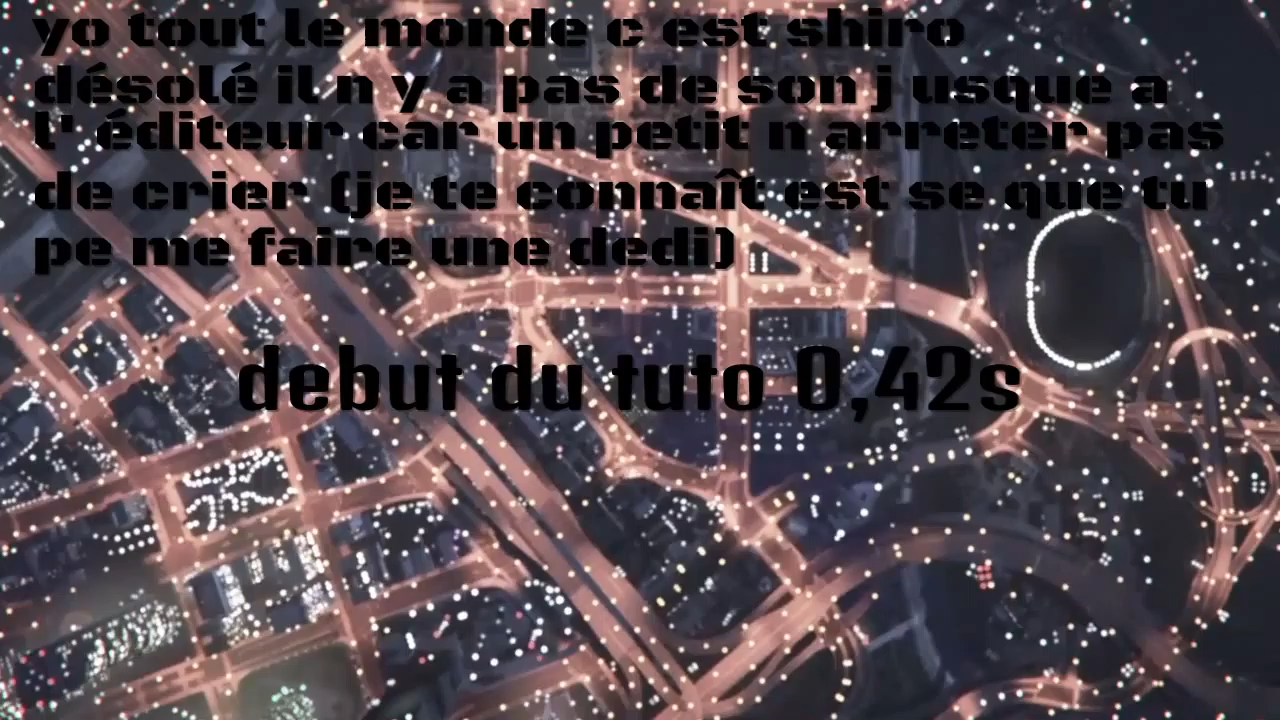 yo tout le monde c est shiro
désolé il n y a pas de son j usque a
l' éditeur car un petit n arreter pas
de crier (je te connaît est se que tu
pe me faire une dedi)
debut du tuto 0,42s